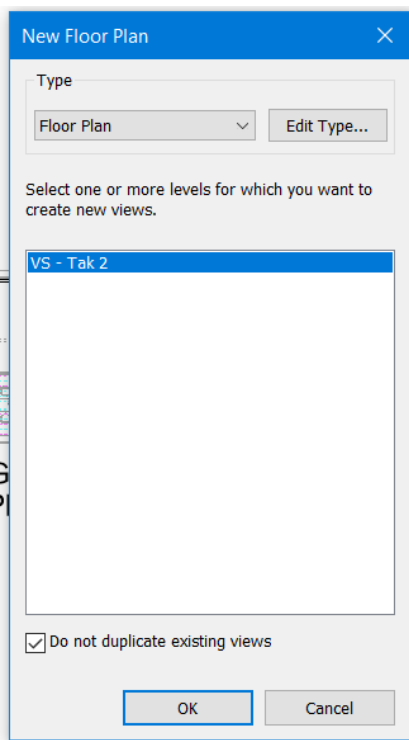 New Floor Plan
Type
Floor Plan
Edit Type...
Select one or more levels for which you want to
create new views.
VS - Tak 2
Do not duplicate existing views
OK
Cancel